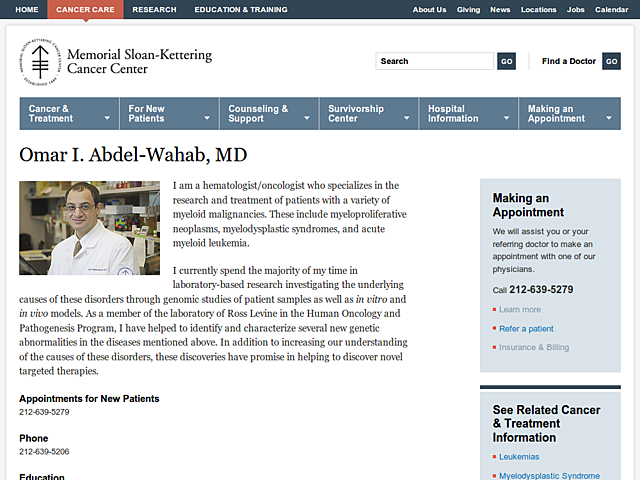 HOME CANCER CARE RESEARCH EDUCATION & TRAINING About Us Giving News Locations Jobs Calendar
Memorial Sloan-Kettering
Cancer Center
Search GO Find a Doctor GO
Cancer &
Treatment
For New
Patients
Counseling &
Support
Survivorship
Center
Hospital
Information
Making an
Appointment
Omar I. Abdel-Wahab, MD
I am a hematologist/oncologist who specializes in the
research and treatment of patients with a variety of
myeloid malignancies. These include myeloproliferative
neoplasms, myelodysplastic syndromes, and acute
myeloid leukemia.
I currently spend the majority of my time in
laboratory-based research investigating the underlying
causes of these disorders through genomic studies of patient samples as well as in vitro and
in vivo models. As a member of the laboratory of Ross Levine in the Human Oncology and
Pathogenesis Program, I have helped to identify and characterize several new genetic
abnormalities in the diseases mentioned above. In addition to increasing our understanding
of the causes of these disorders, these discoveries have promise in helping to discover novel
targeted therapies.
Appointments for New Patients
212-639-5279
Phone
212-639-5206
Education
Making an
Appointment
We will assist you or your
referring doctor to make an
appointment with one of our
physicians.
Call 212-639-5279
Learn more
Refer a patient
Insurance & Billing
See Related Cancer
& Treatment
Information
Leukemias
Myelodysplastic Syndrome